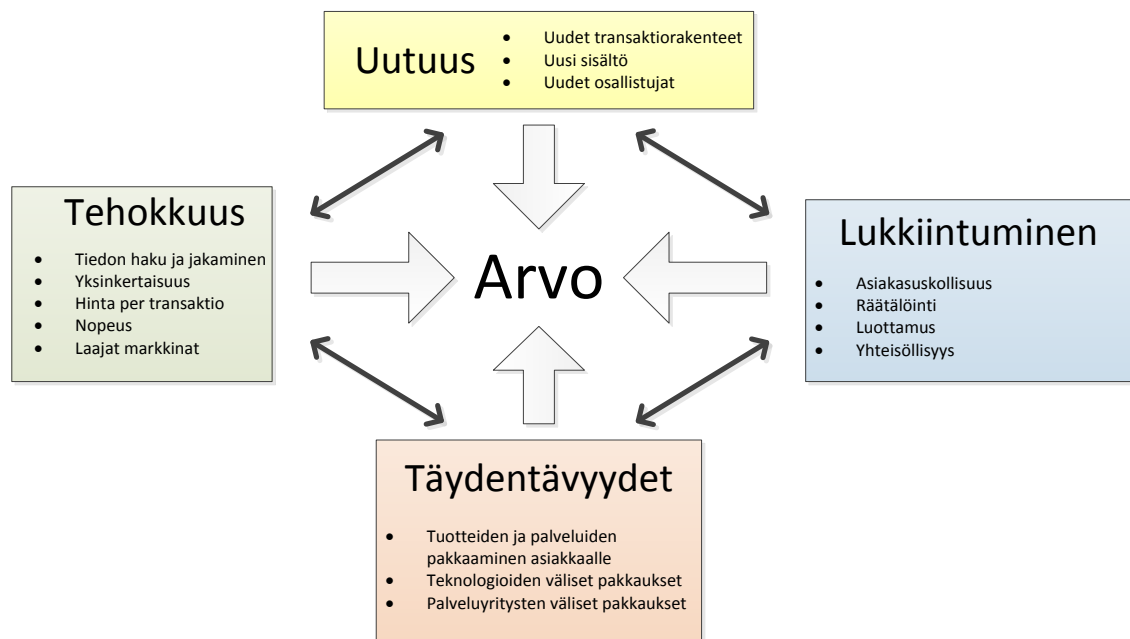 Uutuus
• Uudet transaktiorakenteet
• Uusi sisältö
• Uudet osallistujat
Tehokkuus
• Tiedon haku ja jakaminen
• Yksinkertaisuus
• Hinta per transaktio
• Nopeus
• Laajat markkinat
Arvo
Lukkiintuminen
• Asiakasuskollisuus
• Räätälöinti
• Luottamus
• Yhteisöllisyys
Täydentävyydet
• Tuotteiden ja palveluiden
pakkaaminen asiakkaalle
• Teknologioiden väliset pakkaukset
• Palveluyritysten väliset pakkaukset